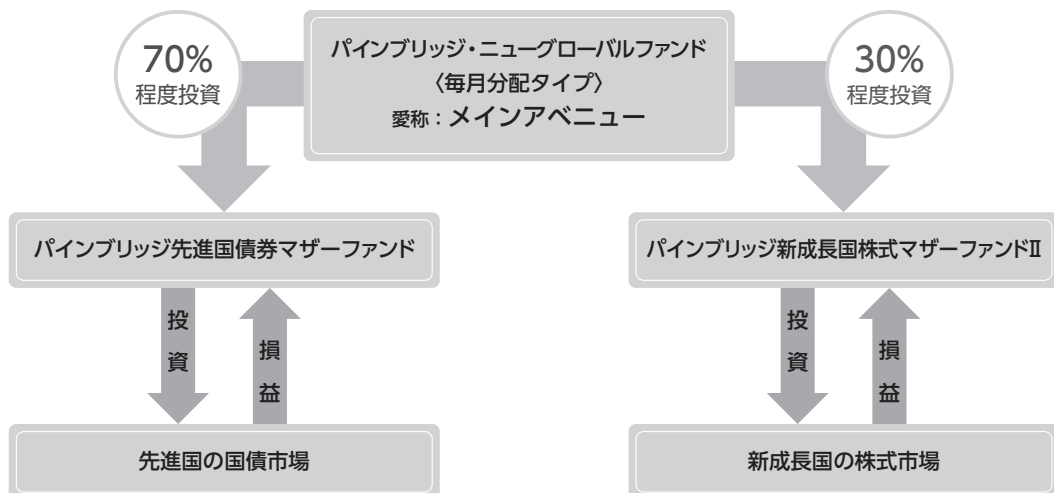 70%
程度投資
パインブリッジ・ニューグローバルファンド
〈毎月分配タイプ〉
愛称：メインアベニュー
30%
程度投資
パインブリッジ先進国債券マザーファンド
パインブリッジ新成長国株式マザーファンドⅡ
投資
損益
投資
損益
先進国の国債市場
新成長国の株式市場